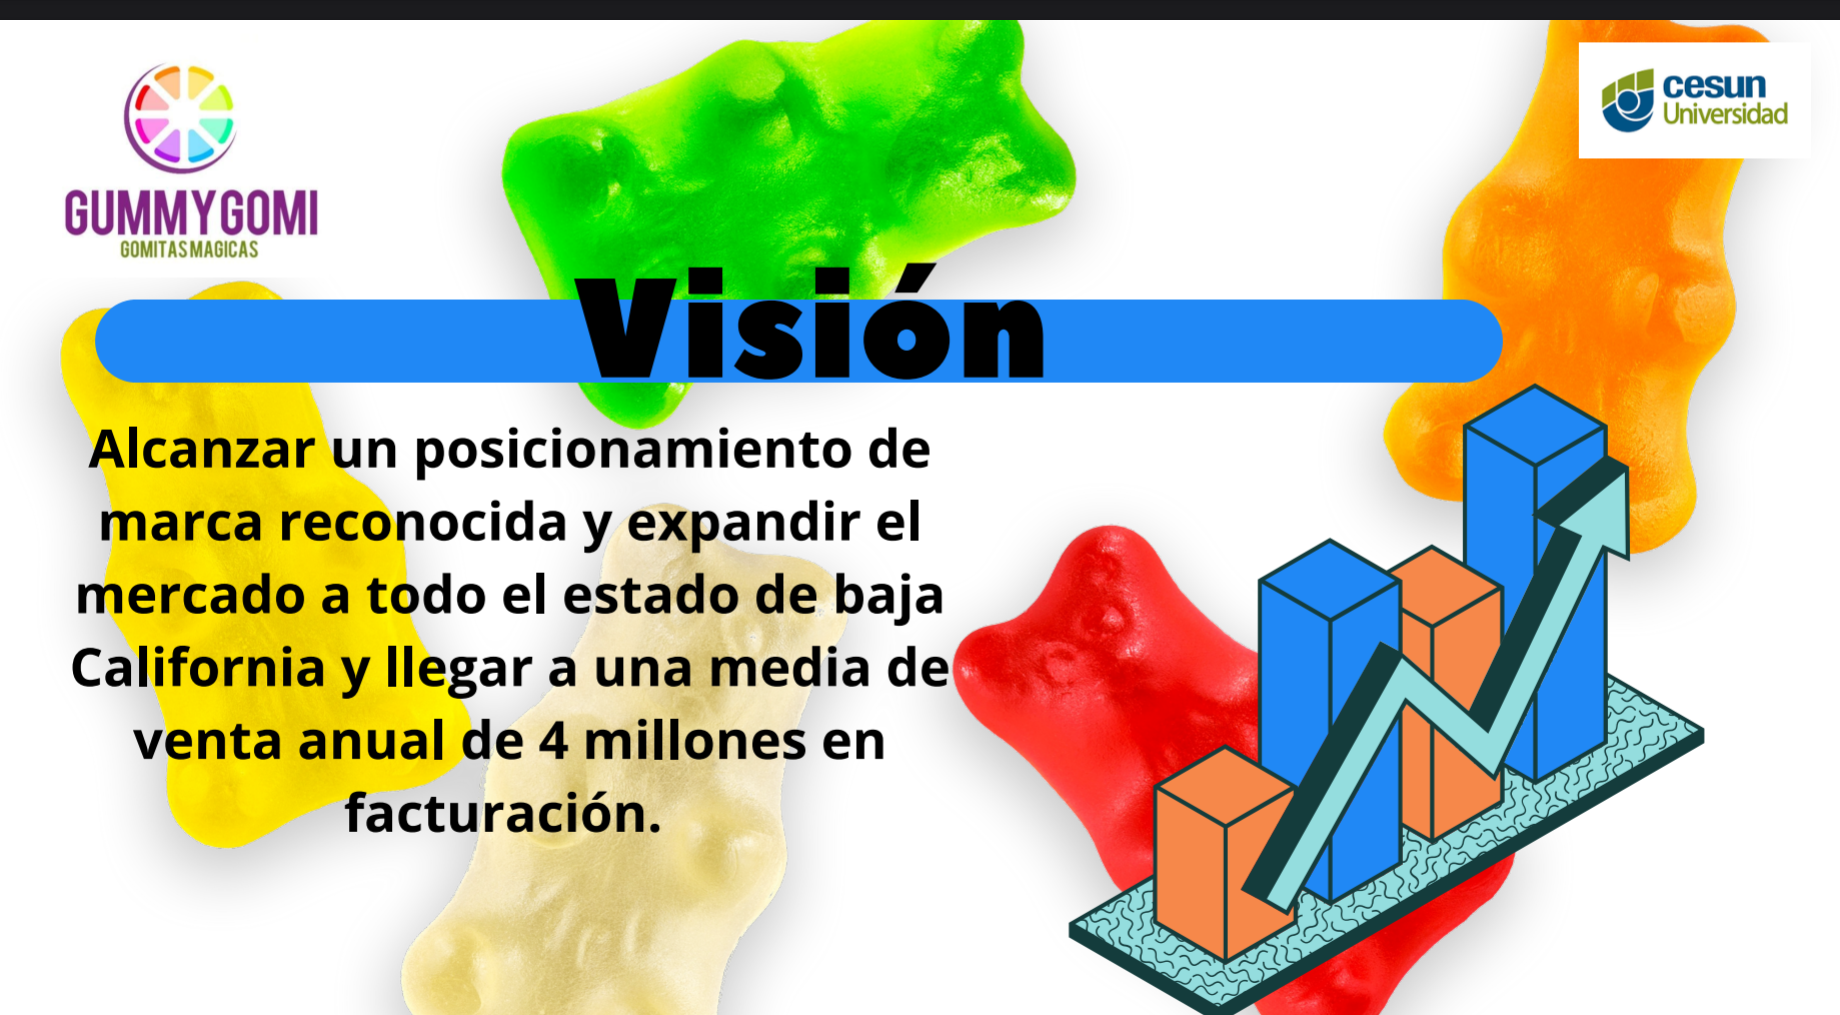 GUMMYGOMI
GOMITAS MAGICAS
cesun
Universidad
Visión
Alcanzar un posicionamiento de
marca reconocida y expandir el
mercado a todo el estado de baja
California y llegar a una media de
venta anual de 4 millones en
facturación.